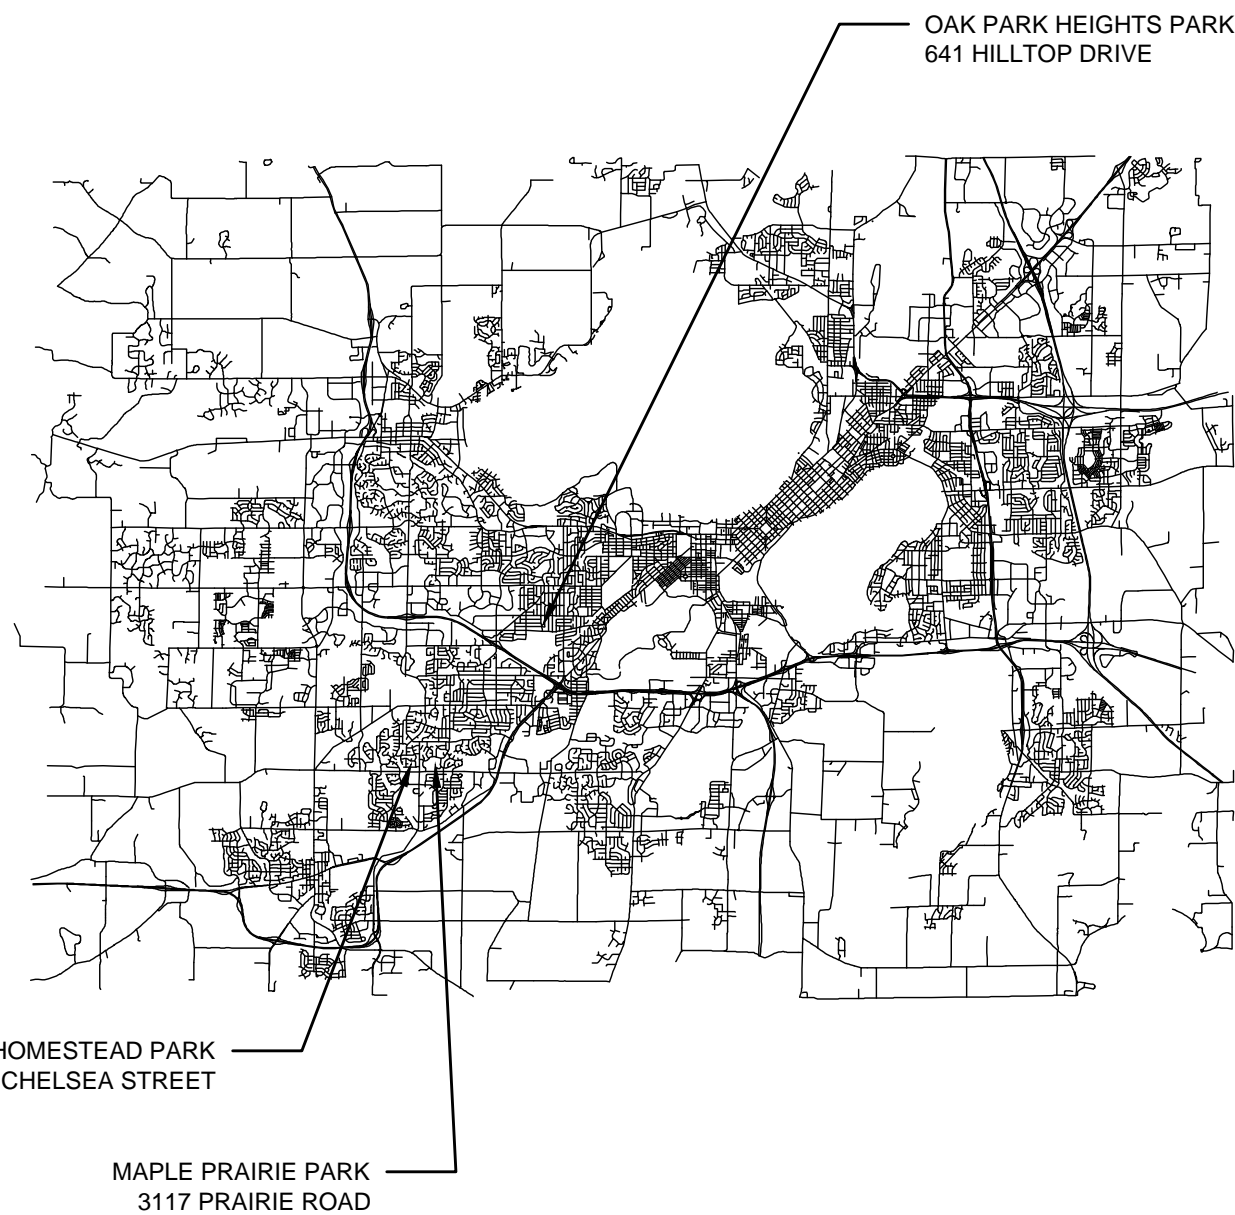 OAK PARK HEIGHTS PARK
641 HILLTOP DRIVE
HOMESTEAD PARK
CHELSEA STREET
MAPLE PRAIRIE PARK
3117 PRAIRIE ROAD